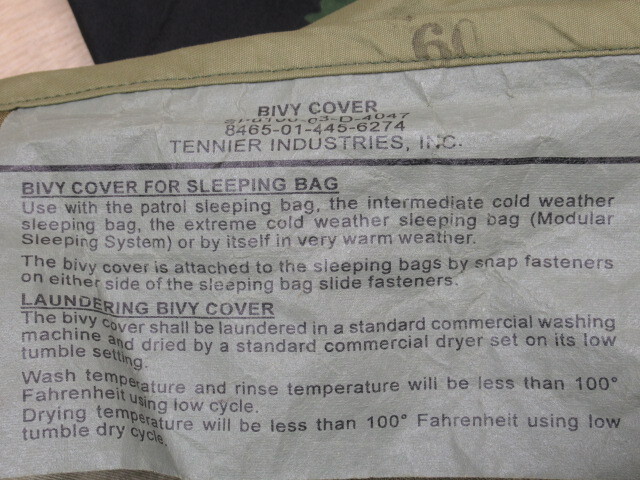 60
BIVY COVER
8465-01-445-6274
TENNIER INDUSTRIES, INC.
BIVY COVER FOR SLEEPING BAG
Use with the patrol sleeping bag, the intermediate cold weather
sleeping bag, the extreme cold weather sleeping bag (Modular
Sleeping System) or by itself in very warm weather.
The bivy cover is attached to the sleeping bags by snap fasteners
on either side of the sleeping bag slide fasteners.
LAUNDERING BIVY COVER
The bivy cover shall be laundered in a standard commercial washing
machine and dried by a standard commercial dryer set on its low
tumble setting.
Wash temperature and rinse temperature will be less than 100°
Fahrenheit using low cycle.
Drying temperature will be less than 100° Fahrenheit using low
tumble dry cycle.